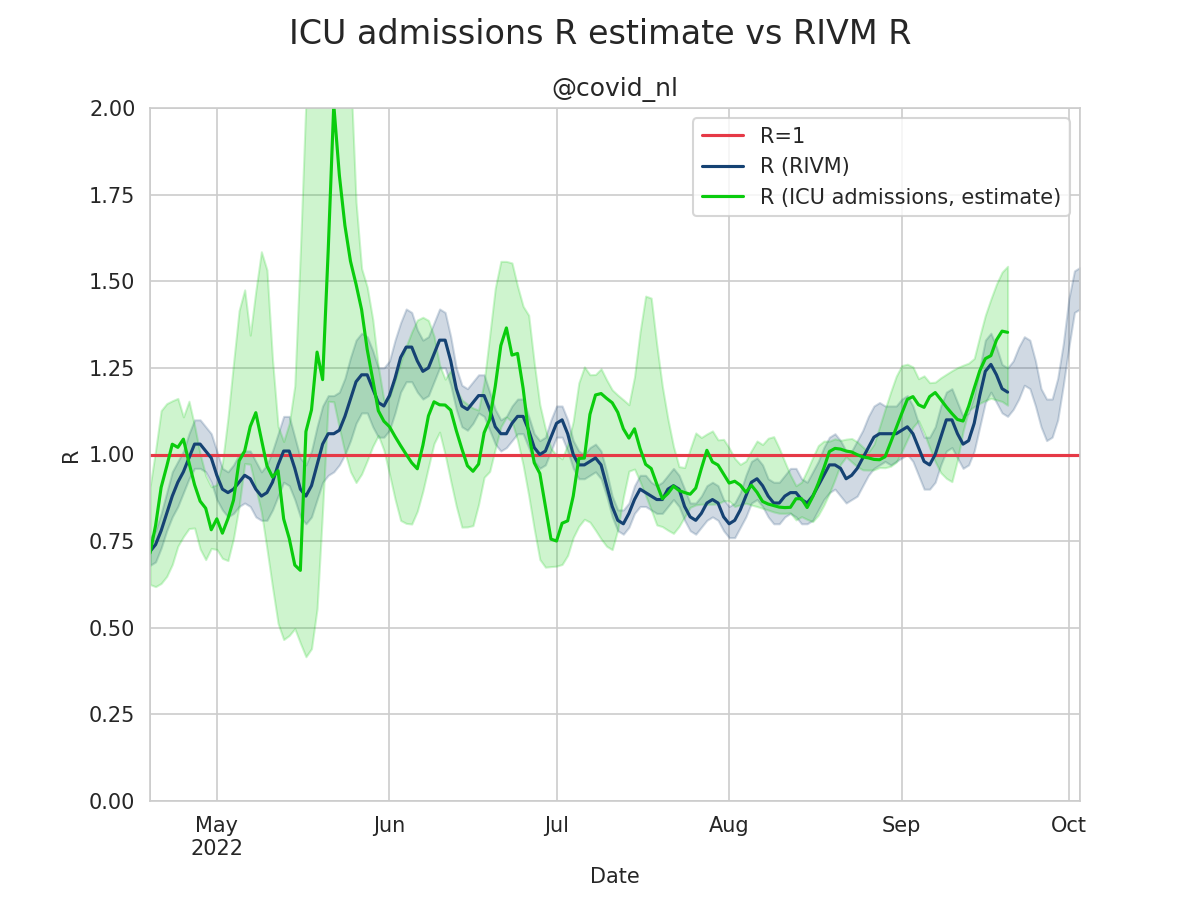 ICU admissions R estimate vs RIVM R
@covid_nl
R=1
R (RIVM)
R (ICU admissions, estimate)
2.00
1.75
1.50
1.25
1.00
0.75
0.50
0.25
0.00
R
May Jun Jul Aug Sep Oct
2022
Date